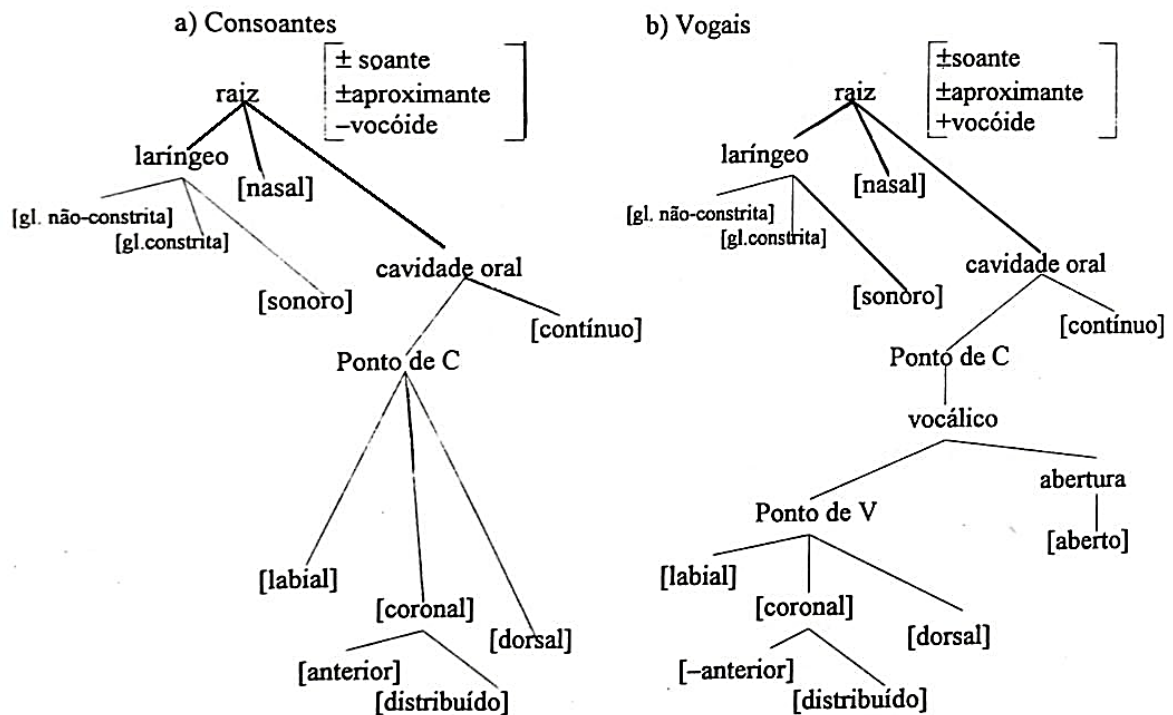 a) Consoantes
± soante
±aproximante
–vocóide
raiz
laríngeo
[nasal]
[gl. não-constrita]
[gl.constrita]
cavidade oral
[sonoro]
[contínuo]
Ponto de C
[labial]
[coronal]
[dorsal]
[anterior]
[distribuído]
b) Vogais
±soante
±aproximante
+vocóide
raiz
laríngeo
[nasal]
[gl. não-constrita]
[gl.constrita]
cavidade oral
[sonoro]
[contínuo]
Ponto de C
vocálico
abertura
Ponto de V
[aberto]
[labial]
[coronal]
[dorsal]
[–anterior]
[distribuído]